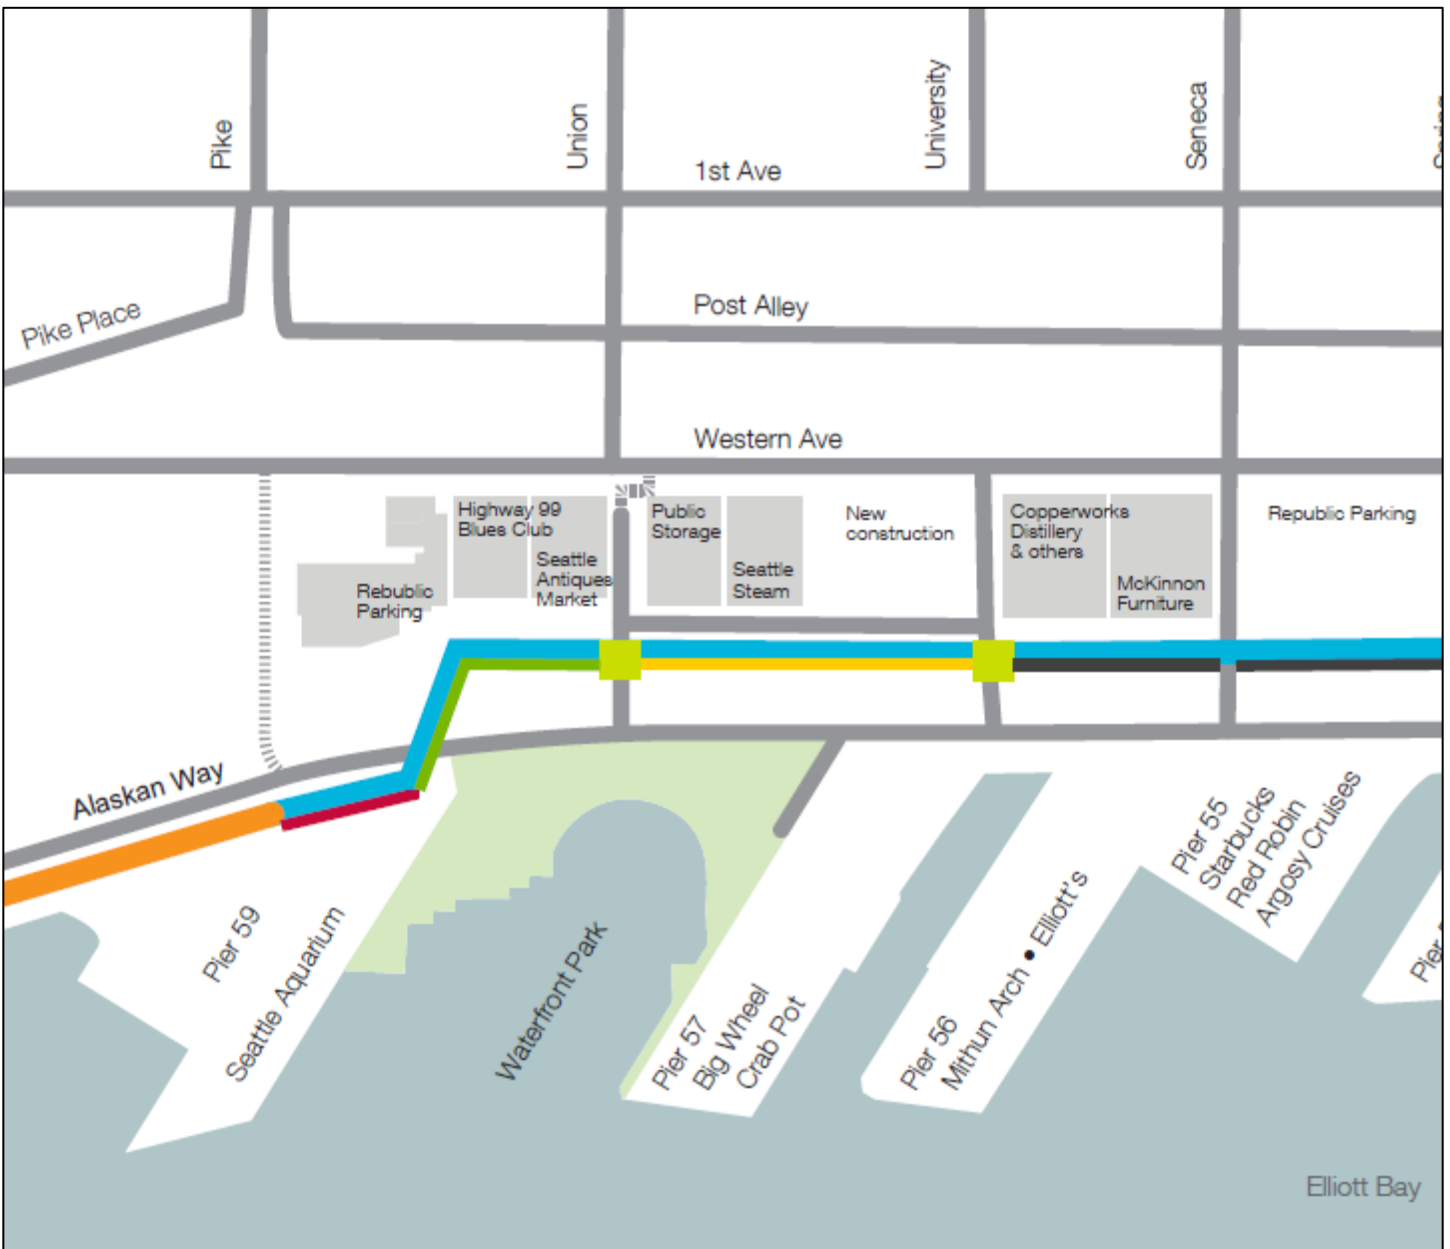 Pike
Union
University
Seneca
1st Ave
Pike Place
Post Alley
Western Ave
Highway 99
Blues Club
Seattle
Antiques
Market
Rebublic
Parking
Public
Storage
Seattle
Steam
New
construction
Copperworks
Distillery
& others
McKinnon
Furniture
Republic Parking
Alaskan Way
Pier 59
Seattle Aquarium
Waterfront Park
Pier 57
Big Wheel
Crab Pot
Pier 56
Mithun Arch • Elliott's
Pier 55
Starbucks
Red Robin
Argosy Cruises
Pier
Elliott Bay